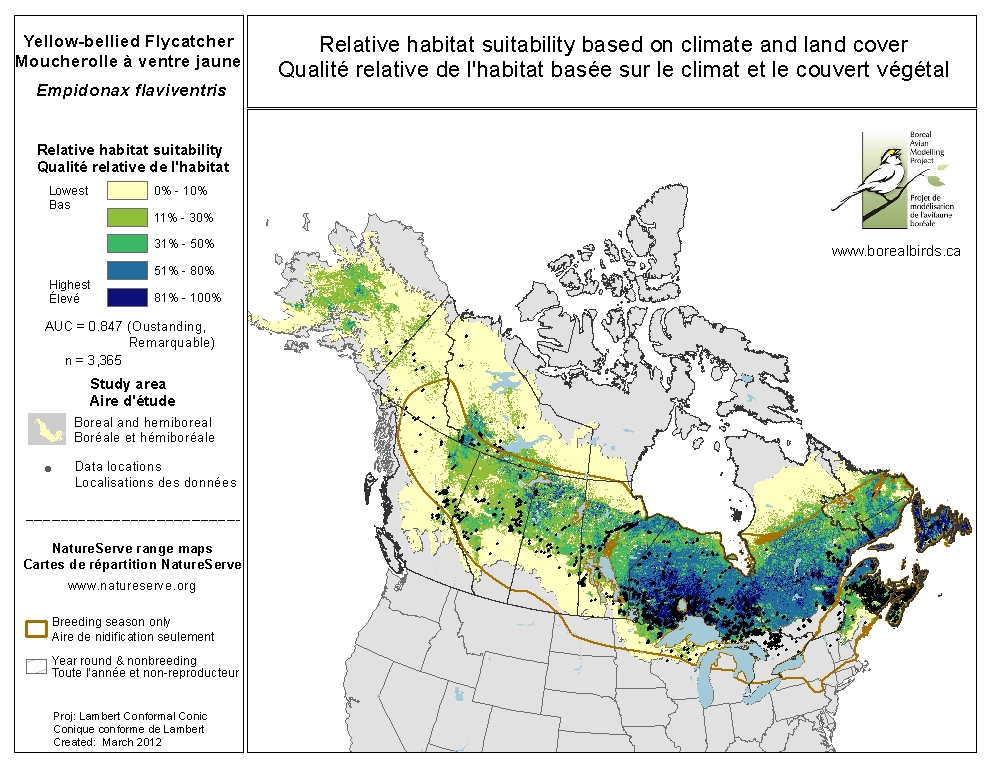 Yellow-bellied Flycatcher
Moucherolle à ventre jaune
Empidonax flaviventris
Relative habitat suitability based on climate and land cover
Qualité relative de l'habitat basée sur le climat et le couvert végétal
Relative habitat suitability
Qualité relative de l'habitat
Lowest
Bas
0% - 10%
11% - 30%
31% - 50%
51% - 80%
Highest
Élevé
81% - 100%
AUC = 0.847 (Oustanding,
Remarquable)
n = 3,365
Study area
Aire d'étude
Boreal and hemiboreal
Boréale et hémiboréale
Data locations
Localisations des données
NatureServe range maps
Cartes de répartition NatureServe
www.natureserve.org
Breeding season only
Aire de nidification seulement
Year round & nonbreeding
Toute l'année et non-reproducteur
Proj: Lambert Conformal Conic
Conique conforme de Lambert
Created: March 2012
Boreal
Avian
Modelling
Project
Projet de
modélisation
de l'avifaune
boréale
www.borealbirds.ca